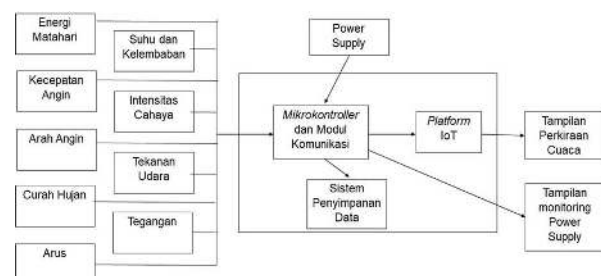 Energi
Matahari
Suhu dan
Kelembaban
Kecepatan
Angin
Intensitas
Cahaya
Arah Angin
Tekanan
Udara
Curah Hujan
Tegangan
Arus
Power
Supply
Mikrokontroller
dan Modul
Komunikasi
Platform
IoT
Sistem
Penyimpanan
Data
Tampilan
Perkiraan
Cuaca
Tampilan
monitoring
Power
Supply